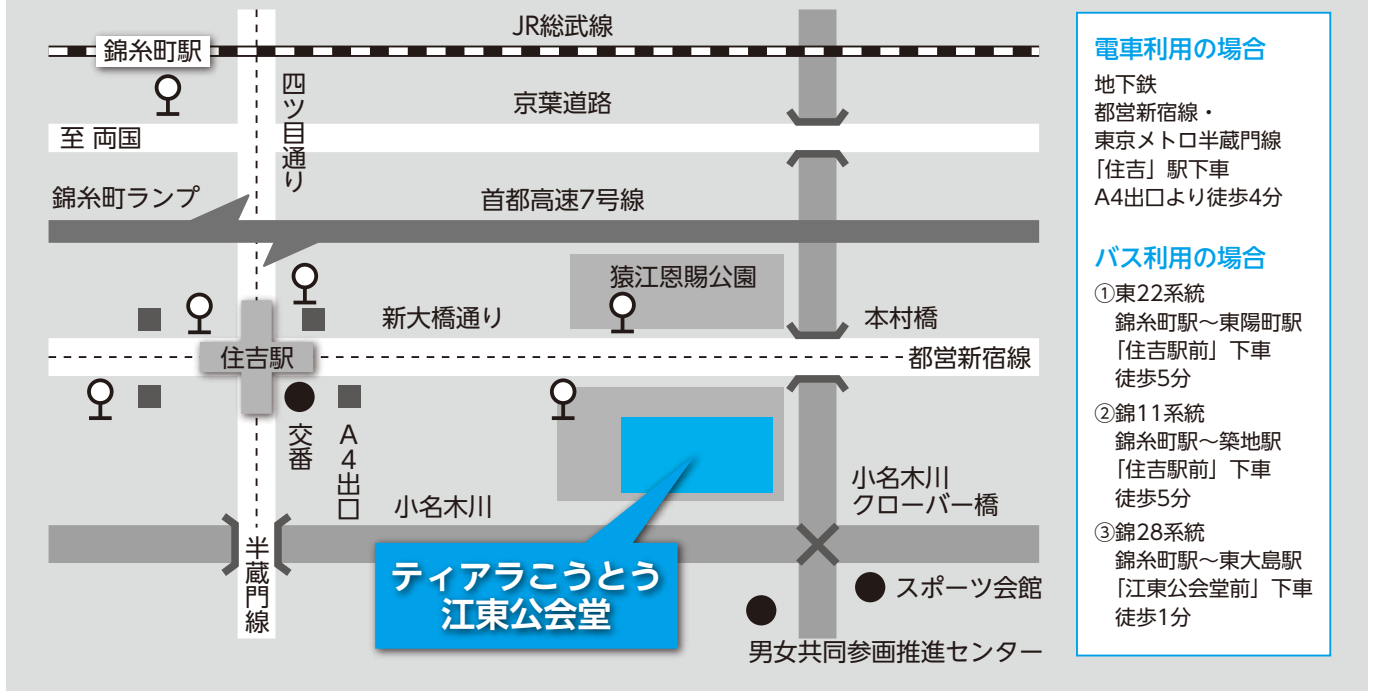 JR総武線
錦糸町駅
四ツ目通り
京葉道路
至 両国
錦糸町ランプ
首都高速7号線
猿江恩賜公園
新大橋通り
本村橋
住吉駅
都営新宿線
交番
A4出口
小名木川
小名木川
クローバー橋
半蔵門線
ティアラこうとう
江東公会堂
スポーツ会館
男女共同参画推進センター
電車利用の場合
地下鉄
都営新宿線・
東京メトロ半蔵門線
「住吉」駅下車
A4出口より徒歩4分
バス利用の場合
①東22系統
錦糸町駅～東陽町駅
「住吉駅前」下車
徒歩5分
②錦11系統
錦糸町駅～築地駅
「住吉駅前」下車
徒歩5分
③錦28系統
錦糸町駅～東大島駅
「江東公会堂前」下車
徒歩1分